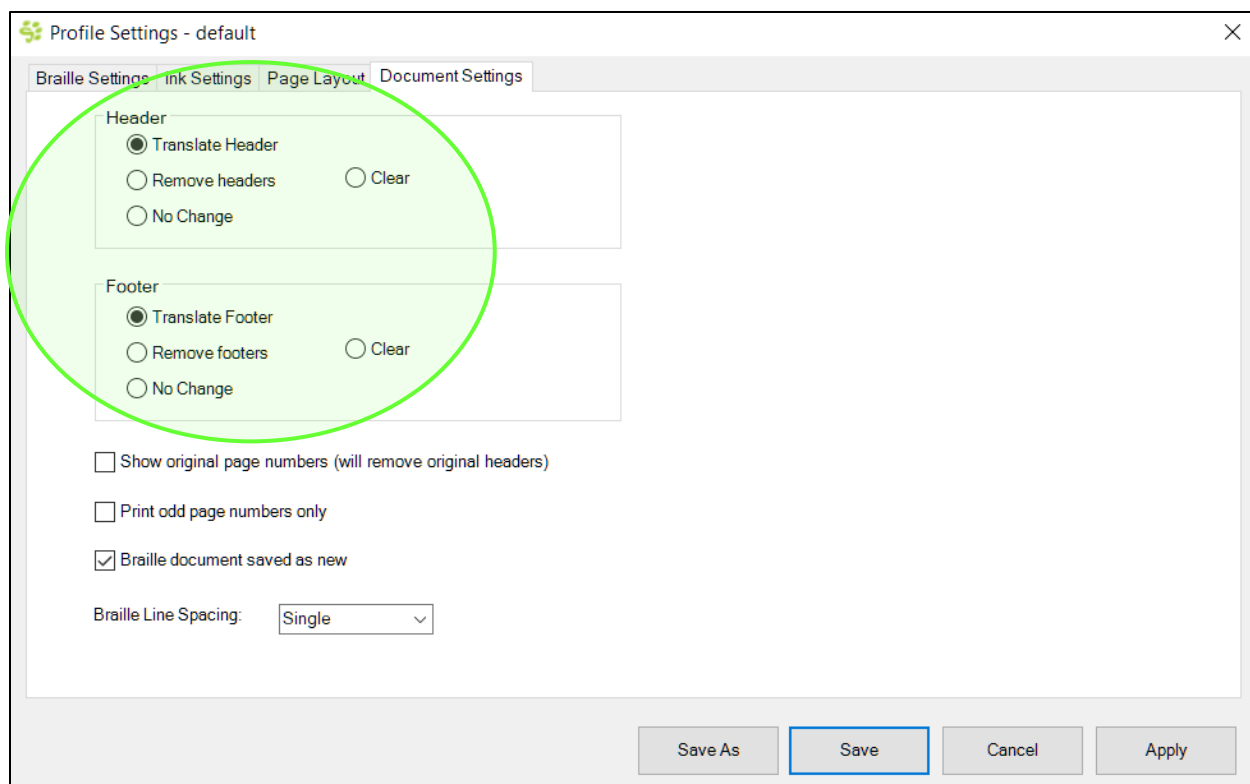 Profile Settings - default
Braille Settings Ink Settings Page Layout Document Settings
Header
Translate Header
Remove headers Clear
No Change
Footer
Translate Footer
Remove footers Clear
No Change
Show original page numbers (will remove original headers)
Print odd page numbers only
Braille document saved as new
Braille Line Spacing: Single
Save As Save Cancel Apply